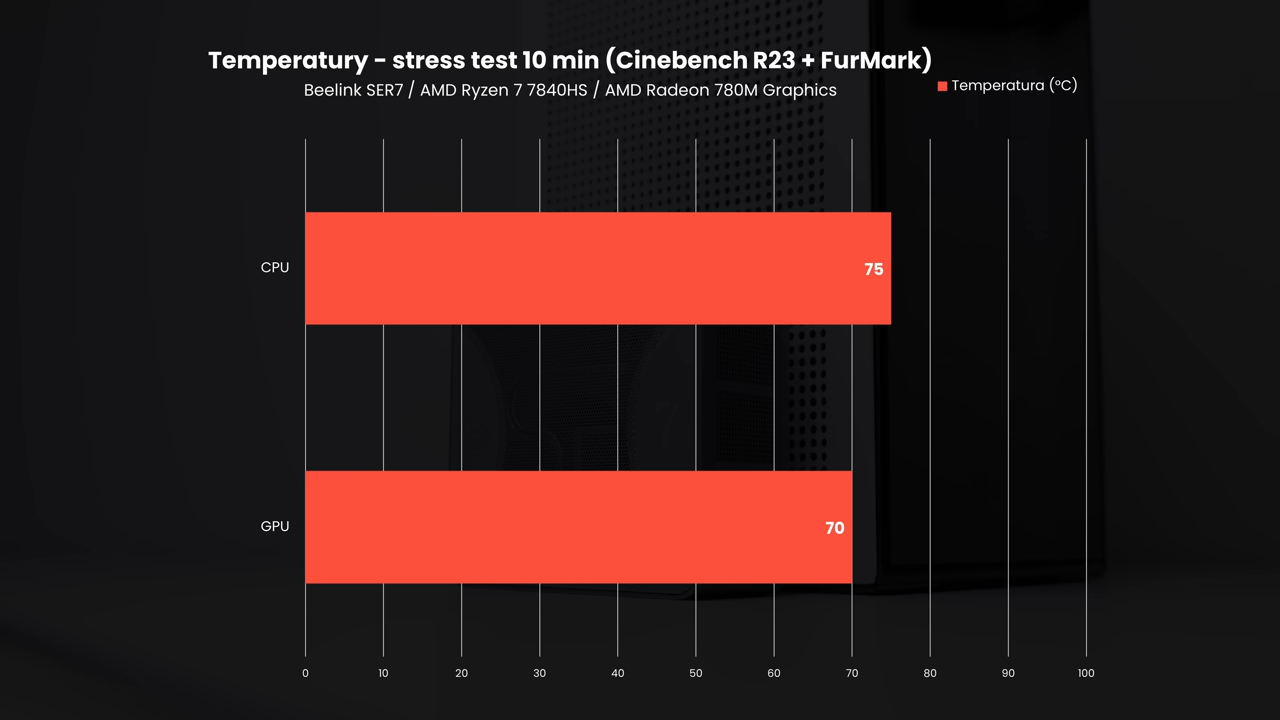 Temperatury - stress test 10 min (Cinebench R23 + FurMark)
Beelink SER7 / AMD Ryzen 7 7840HS / AMD Radeon 780M Graphics
Temperatura (°C)
CPU
75
GPU
70
0 10 20 30 40 50 60 70 80 90 100